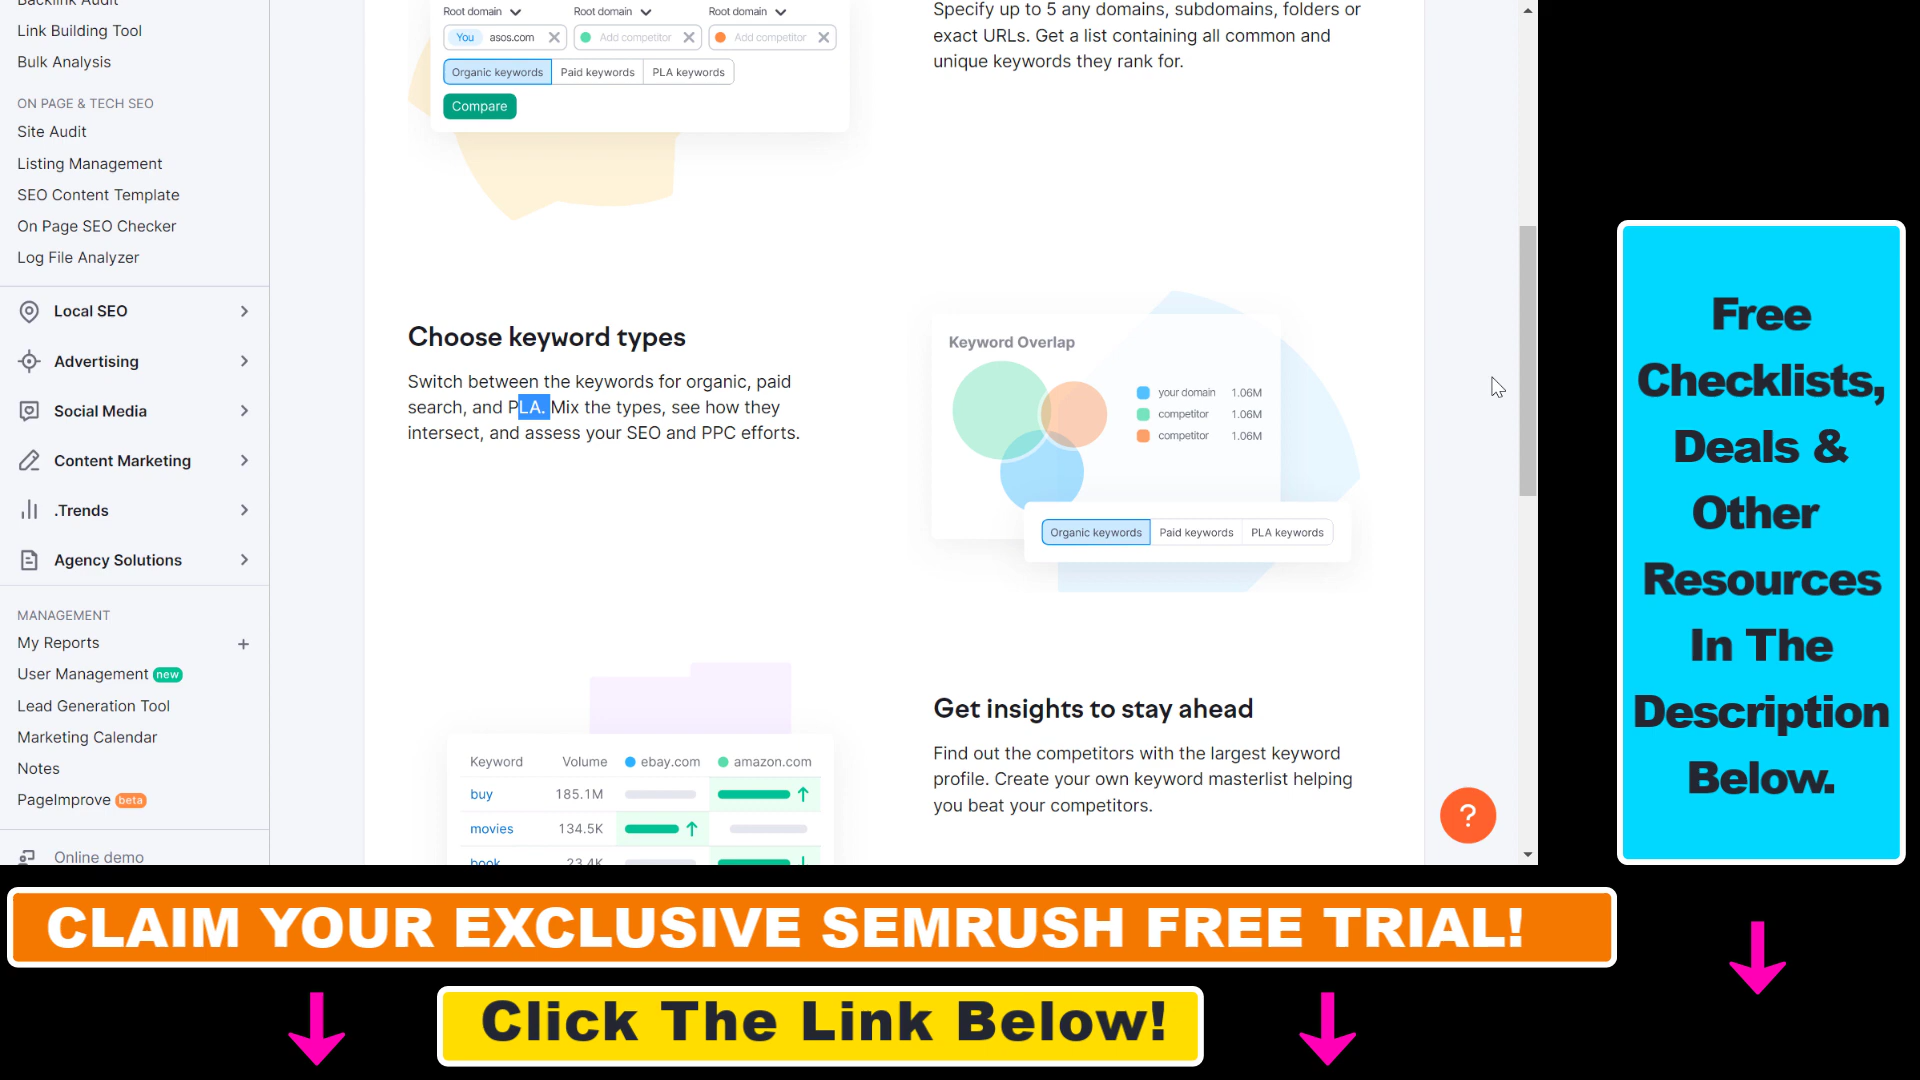 Backlink Audit
Link Building Tool
Bulk Analysis
ON PAGE & TECH SEO
Site Audit
Listing Management
SEO Content Template
On Page SEO Checker
Log File Analyzer
Local SEO
Advertising
Social Media
Content Marketing
.Trends
Agency Solutions
MANAGEMENT
My Reports
User Management new
Lead Generation Tool
Marketing Calendar
Notes
PageImprove beta
Online demo
Root domain Root domain Root domain
You asos.com Add competitor Add competitor
Organic keywords Paid keywords PLA keywords
Compare
Specify up to 5 any domains, subdomains, folders or
exact URLs. Get a list containing all common and
unique keywords they rank for.
Choose keyword types
Switch between the keywords for organic, paid
search, and PLA. Mix the types, see how they
intersect, and assess your SEO and PPC efforts.
Keyword Overlap
your domain 1.06M
competitor 1.06M
competitor 1.06M
Organic keywords Paid keywords PLA keywords
Keyword Volume ebay.com amazon.com
buy 185.1M
movies 134.5K
book 23.4K
Get insights to stay ahead
Find out the competitors with the largest keyword
profile. Create your own keyword masterlist helping
you beat your competitors.
?
Free
Checklists,
Deals &
Other
Resources
In The
Description
Below.
CLAIM YOUR EXCLUSIVE SEMRUSH FREE TRIAL!
Click The Link Below!